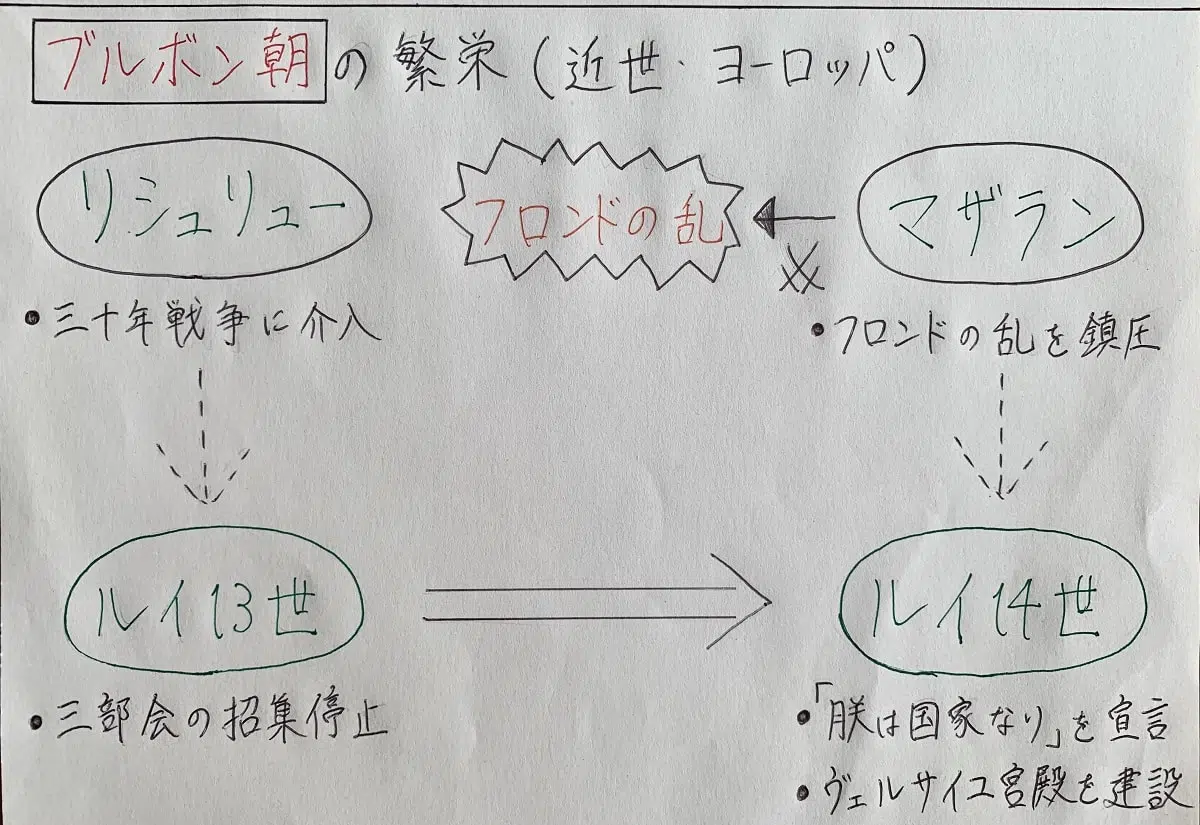 ブルボン朝の繁栄(近世・ヨーロッパ)
リシュリュー
フロンドの乱
マザラン
・三十年戦争に介入
・フロンドの乱を鎮圧
ルイ13世
ルイ14世
・三部会の招集停止
・「朕は国家なり」を宣言
・ヴェルサイユ宮殿を建設